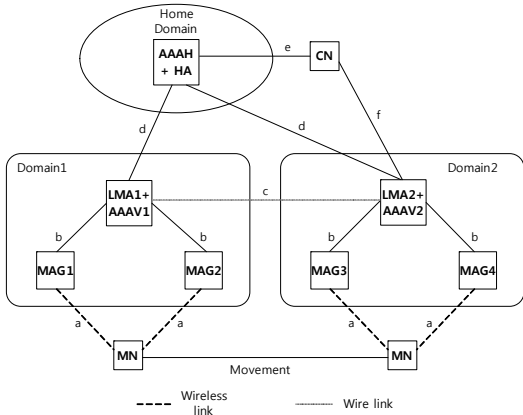 Home
Domain
AAAH
+ HA
e
CN
d
d
f
Domain1
Domain2
LMA1+
AAAV1
c
LMA2+
AAAV2
b
b
b
b
MAG1
MAG2
MAG3
MAG4
a
a
a
a
MN
MN
Movement
Wireless
link
Wire link